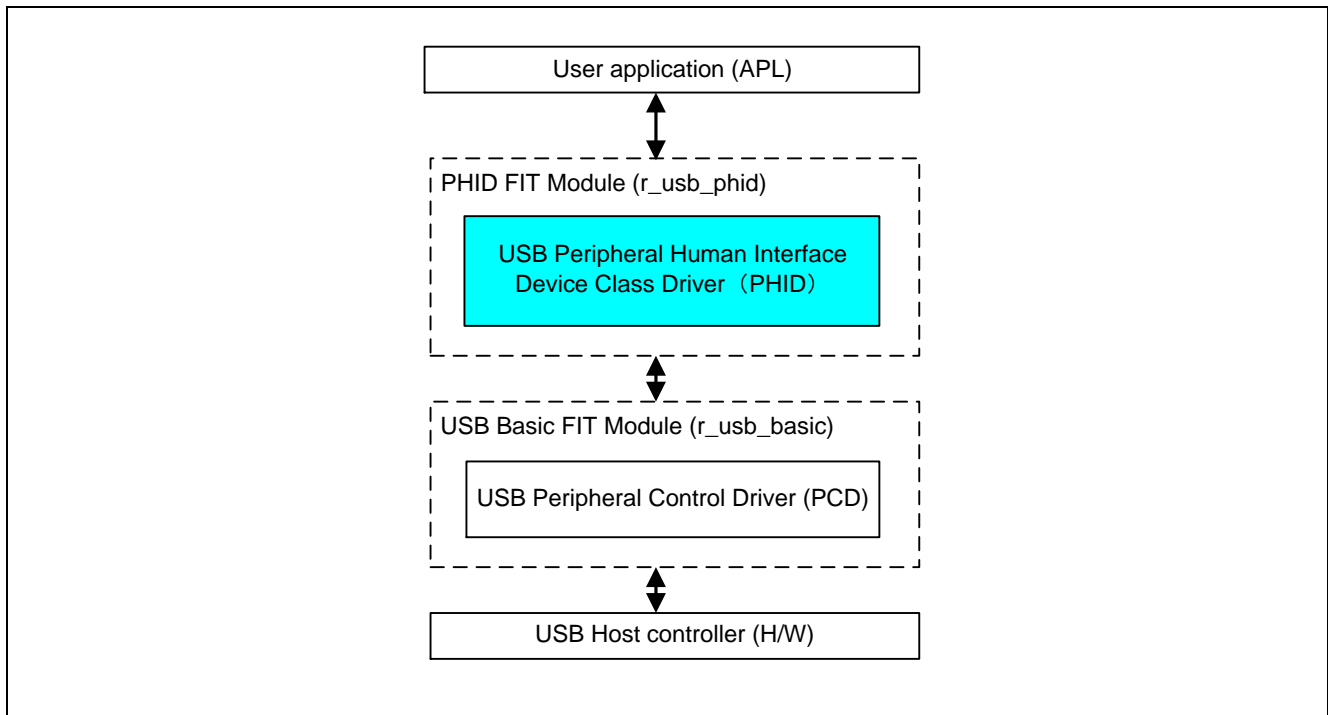 User application (APL)
PHID FIT Module (r_usb_phid)
USB Peripheral Human Interface
Device Class Driver（PHID）
USB Basic FIT Module (r_usb_basic)
USB Peripheral Control Driver (PCD)
USB Host controller (H/W)